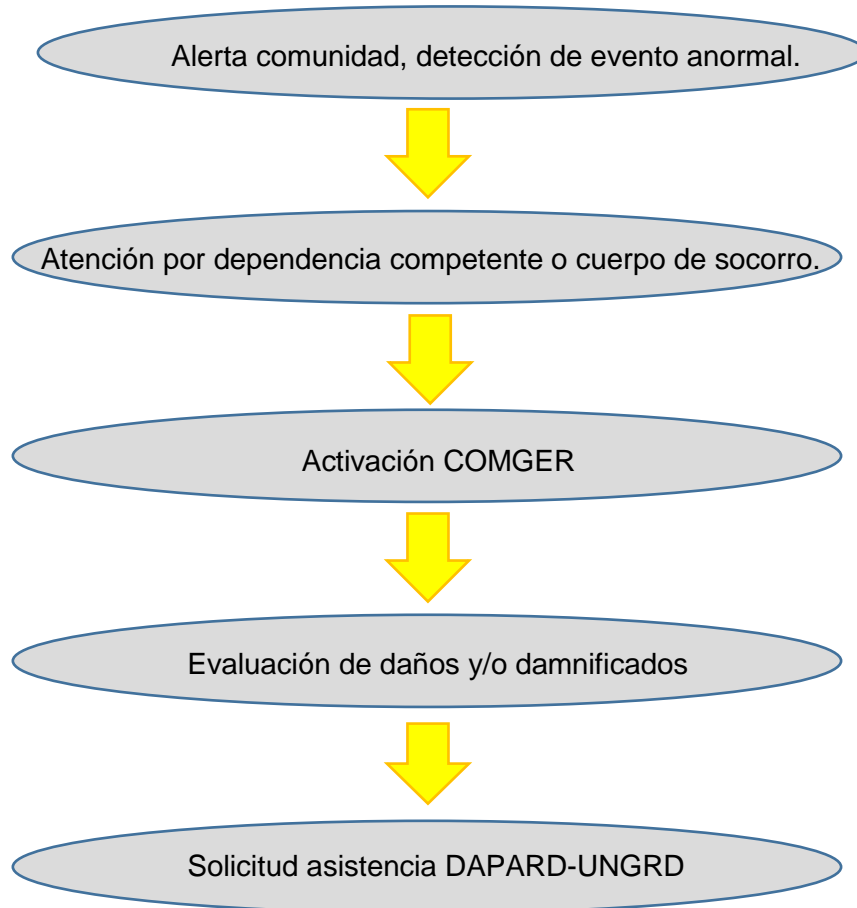 Alerta comunidad, detección de evento anormal.
Atención por dependencia competente o cuerpo de socorro.
Activación COMGER
Evaluación de daños y/o damnificados
Solicitud asistencia DAPARD-UNGRD